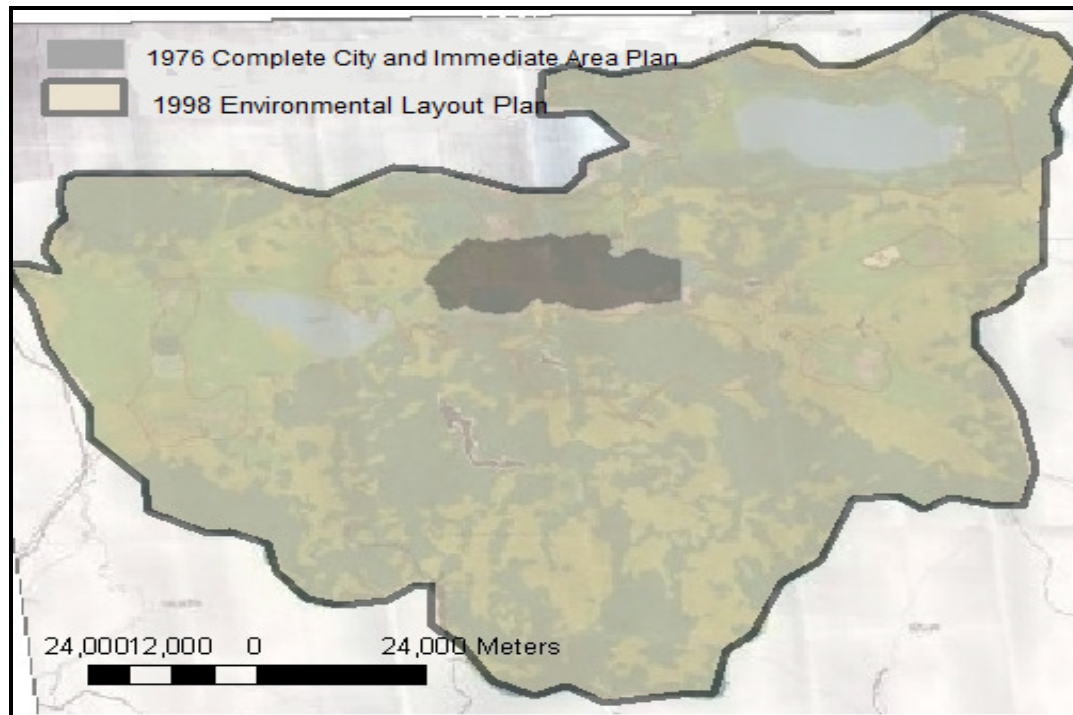 1976 Complete City and Immediate Area Plan
1998 Environmental Layout Plan
24,00012,000 0 24,000 Meters